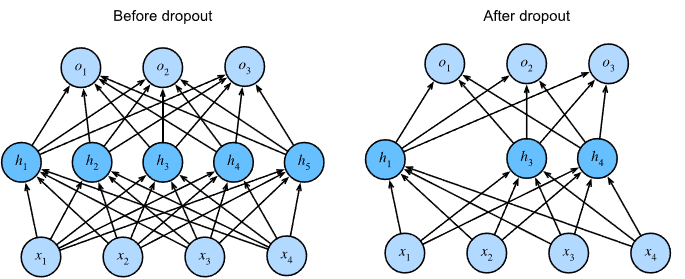 Before dropout After dropout
o1 o2 o3 o1 o2 o3
h1 h2 h3 h4 h5 h1 h3 h4
x1 x2 x3 x4 x1 x2 x3 x4